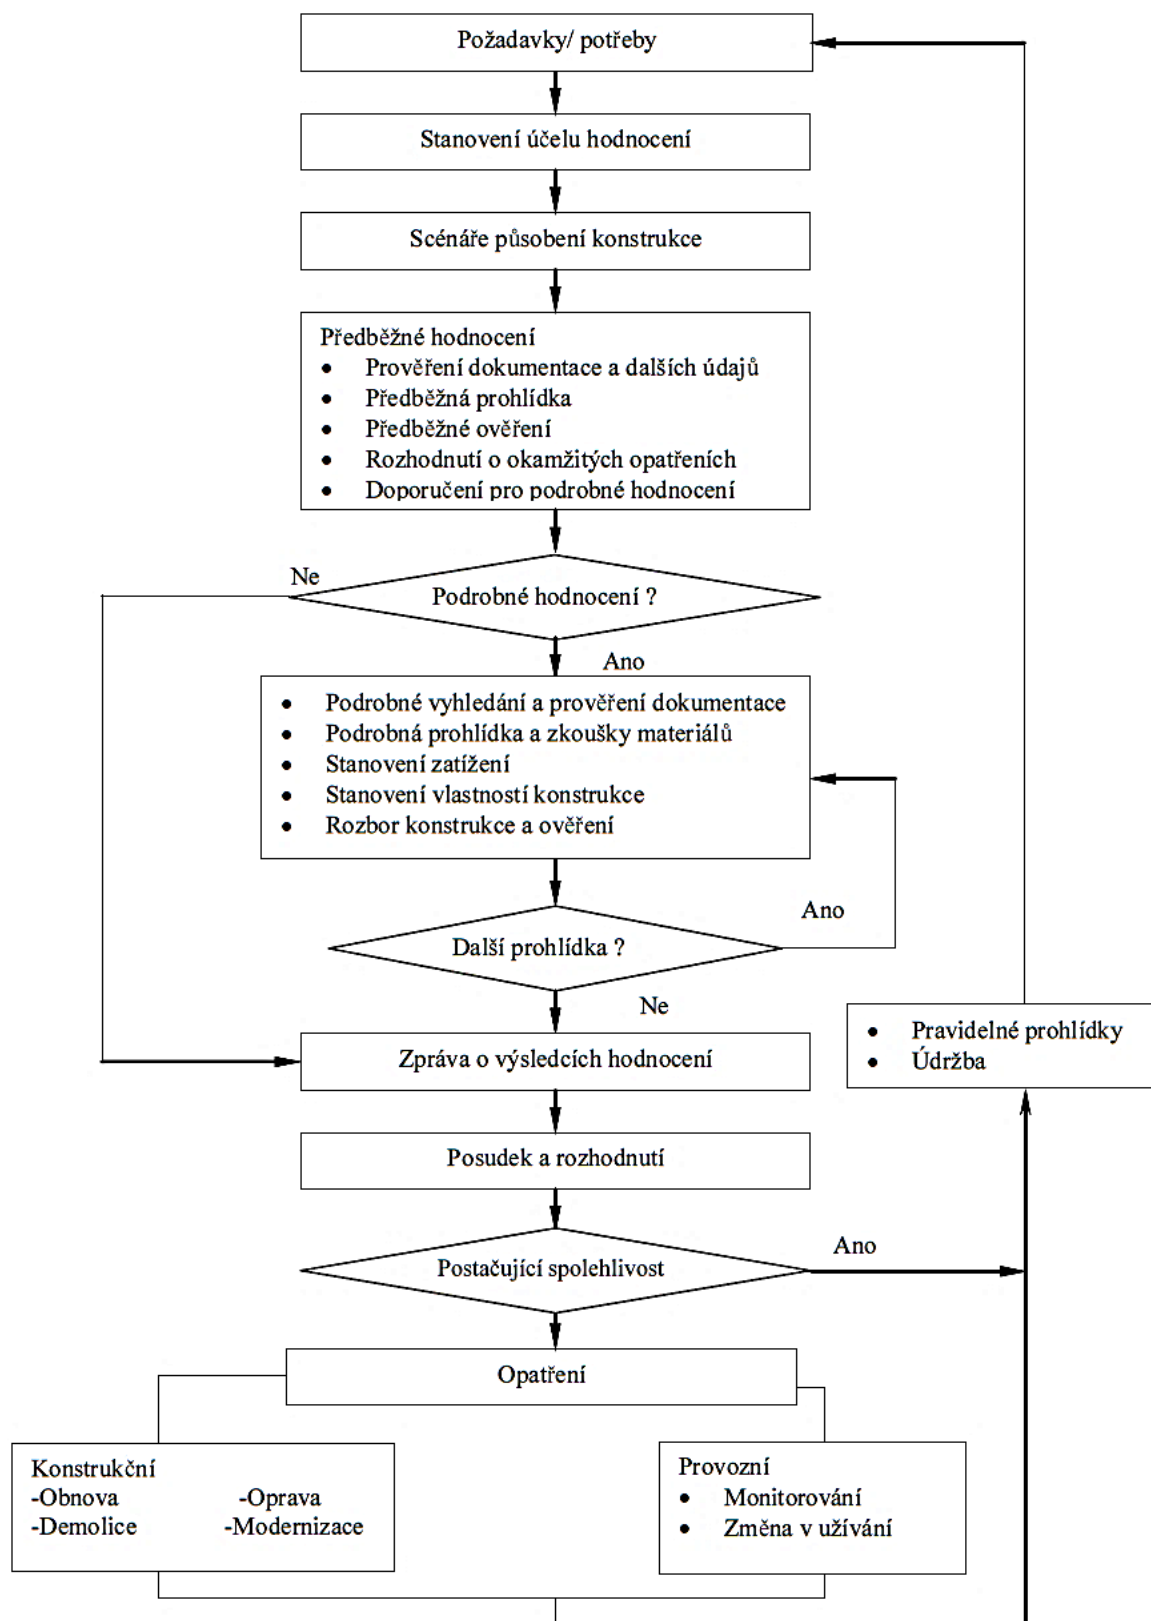 Požadavky/ potřeby
Stanovení účelu hodnocení
Scénáře působení konstrukce
Předběžné hodnocení
• Prověření dokumentace a dalších údajů
• Předběžná prohlídka
• Předběžné ověření
• Rozhodnutí o okamžitých opatřeních
• Doporučení pro podrobné hodnocení
Ne
Podrobné hodnocení ?
Ano
• Podrobné vyhledání a prověření dokumentace
• Podrobná prohlídka a zkoušky materiálů
• Stanovení zatížení
• Stanovení vlastností konstrukce
• Rozbor konstrukce a ověření
Ano
Další prohlídka ?
Ne
• Pravidelné prohlídky
• Údržba
Zpráva o výsledcích hodnocení
Posudek a rozhodnutí
Ano
Postačující spolehlivost
Opatření
Konstrukční
-Obnova -Oprava
-Demolice -Modernizace
Provozní
• Monitorování
• Změna v užívání